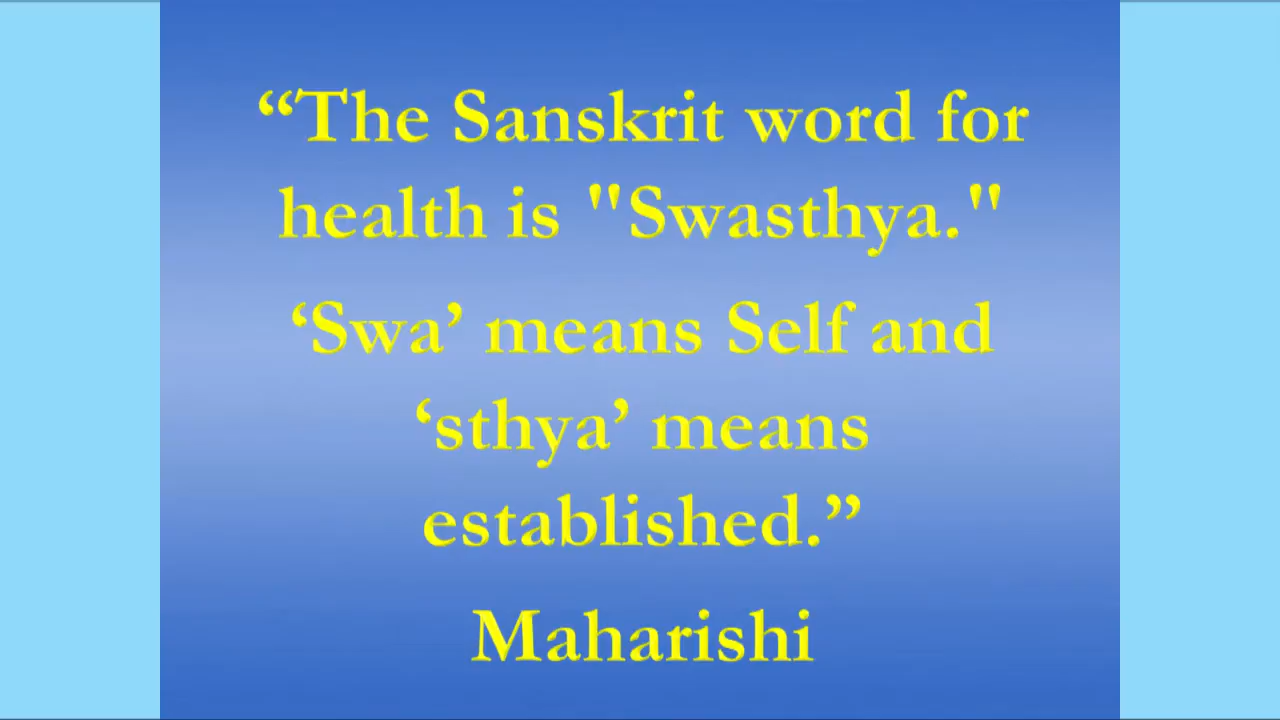 “The Sanskrit word for
health is "Swasthya."
‘Swa’ means Self and
‘sthya’ means
established.”
Maharishi